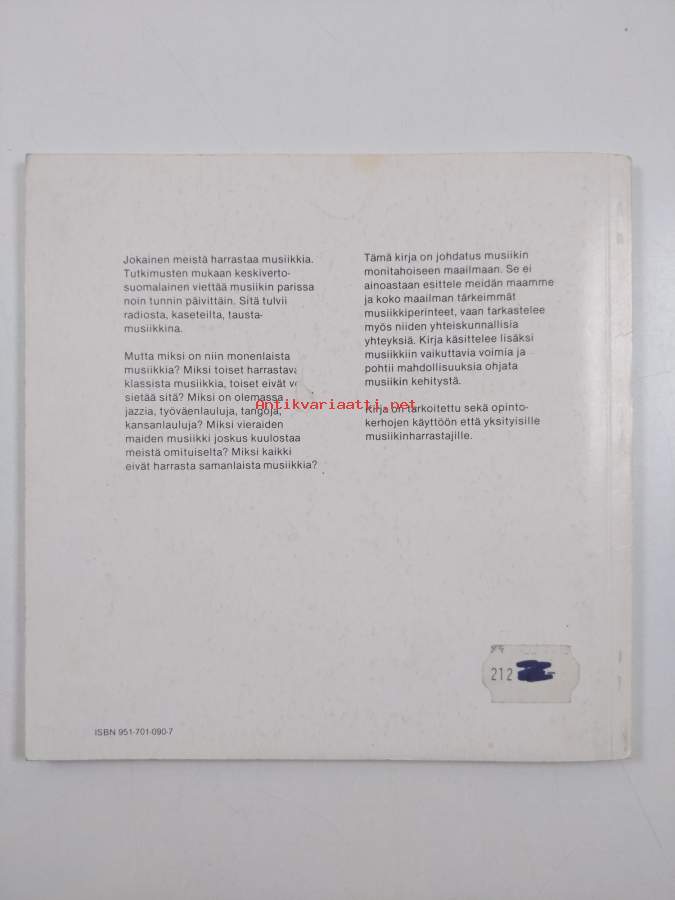 Jokainen meistä harrastaa musiikkia.
Tutkimusten mukaan keskiverto-
suomalainen viettää musiikin parissa
noin tunnin päivittäin. Sitä tulvii
radiosta, kaseteilta, tausta-
musiikkina.
Mutta miksi on niin monenlaista
musiikkia? Miksi toiset harrastava
klassista musiikkia, toiset eivät v
sietää sitä? Miksi on olemassa
jazzia, työväenlauluja, tangoja,
kansanlauluja? Miksi vieraiden
maiden musiikki joskus kuulostaa
meistä omituiselta? Miksi kaikki
eivät harrasta samanlaista musiikkia?
Tämä kirja on johdatus musiikin
monitahoiseen maailmaan. Se ei
ainoastaan esittele meidän maamme
ja koko maailman tärkeimmät
musiikkiperinteet, vaan tarkastelee
myös niiden yhteiskunnallisia
yhteyksiä. Kirja käsittelee lisäksi
musiikkiin vaikuttavia voimia ja
pohtii mahdollisuuksia ohjata
musiikin kehitystä.
Kirja on tarkoitettu sekä opinto-
kerhojen käyttöön että yksityisille
musiikinharrastajille.
Antikvariaatti.net
212
ISBN 951-701-090-7